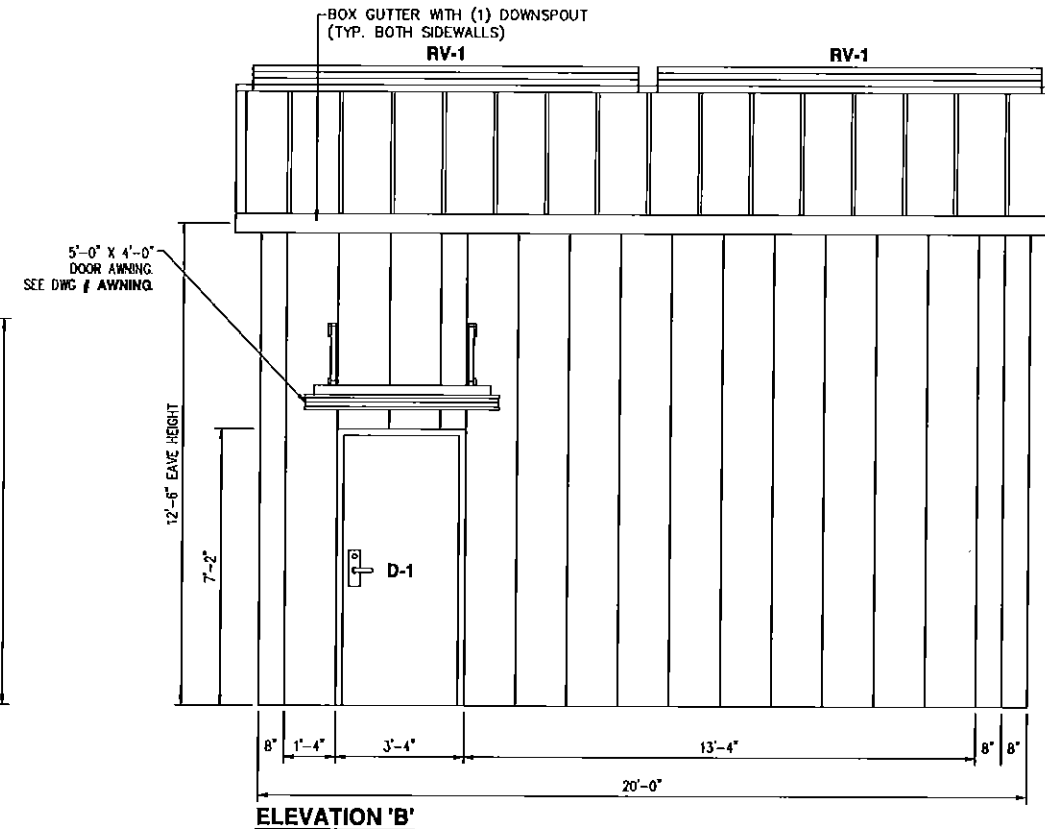 BOX GUTTER WITH (1) DOWNSPOUT
(TYP. BOTH SIDEWALLS)
RV-1
RV-1
5'-0" X 4'-0"
DOOR AWNING.
SEE DWG # AWNING.
12'-6" EAVE HEIGHT
7'-2"
D-1
8"
1'-4"
3'-4"
13'-4"
8"
8"
20'-0"
ELEVATION 'B'